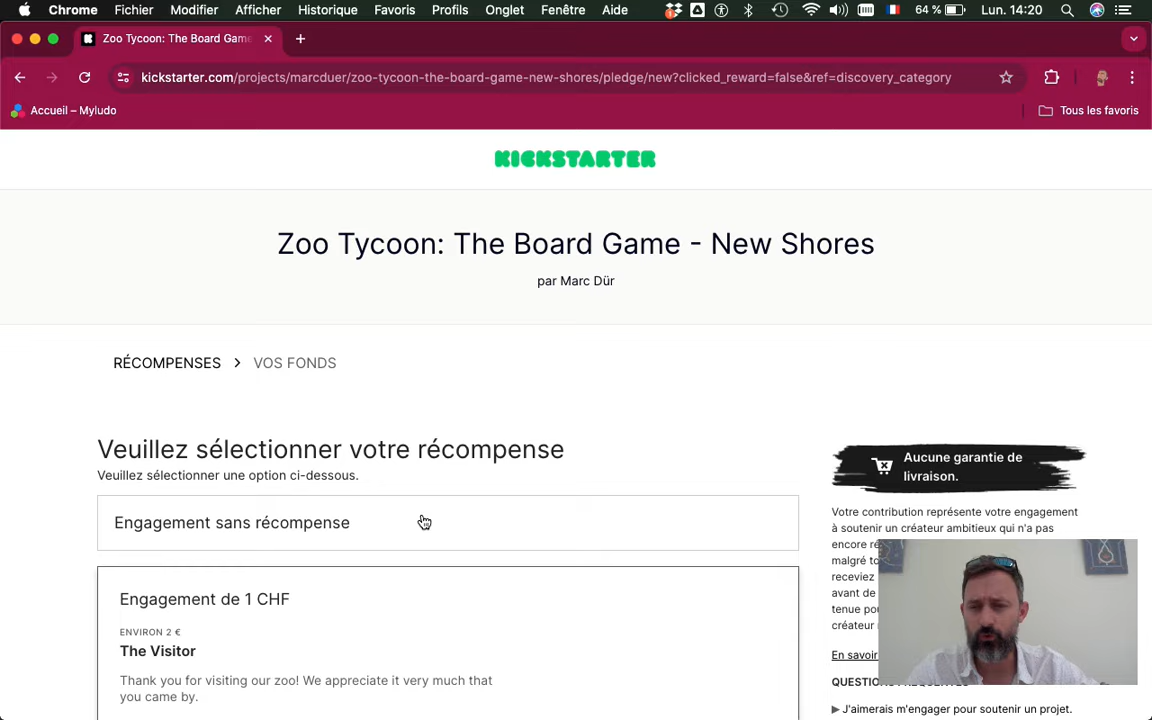 Chrome Fichier Modifier Afficher Historique Favoris Profils Onglet Fenêtre Aide 64 % Lun. 14:20
Zoo Tycoon: The Board Game
kickstarter.com/projects/marcduer/zoo-tycoon-the-board-game-new-shores/pledge/new?clicked_reward=false&ref=discovery_category
Accueil – Myludo Tous les favoris
KICKSTARTER
Zoo Tycoon: The Board Game - New Shores
par Marc Dür
RÉCOMPENSES > VOS FONDS
Veuillez sélectionner votre récompense
Veuillez sélectionner une option ci-dessous.
Engagement sans récompense
Engagement de 1 CHF
ENVIRON 2 €
The Visitor
Thank you for visiting our zoo! We appreciate it very much that
you came by.
Aucune garantie de
livraison.
Votre contribution représente votre engagement
à soutenir un créateur ambitieux qui n'a pas
encore
malgré
receviez
avant de
tenue
créateur
En savoir
J'aimerais m'engager pour soutenir un projet.